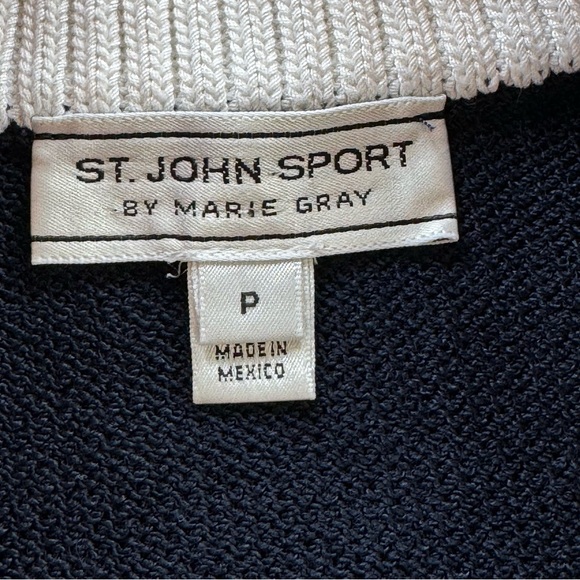 ST. JOHN SPORT
BY MARIE GRAY
P
MADE IN
MEXICO